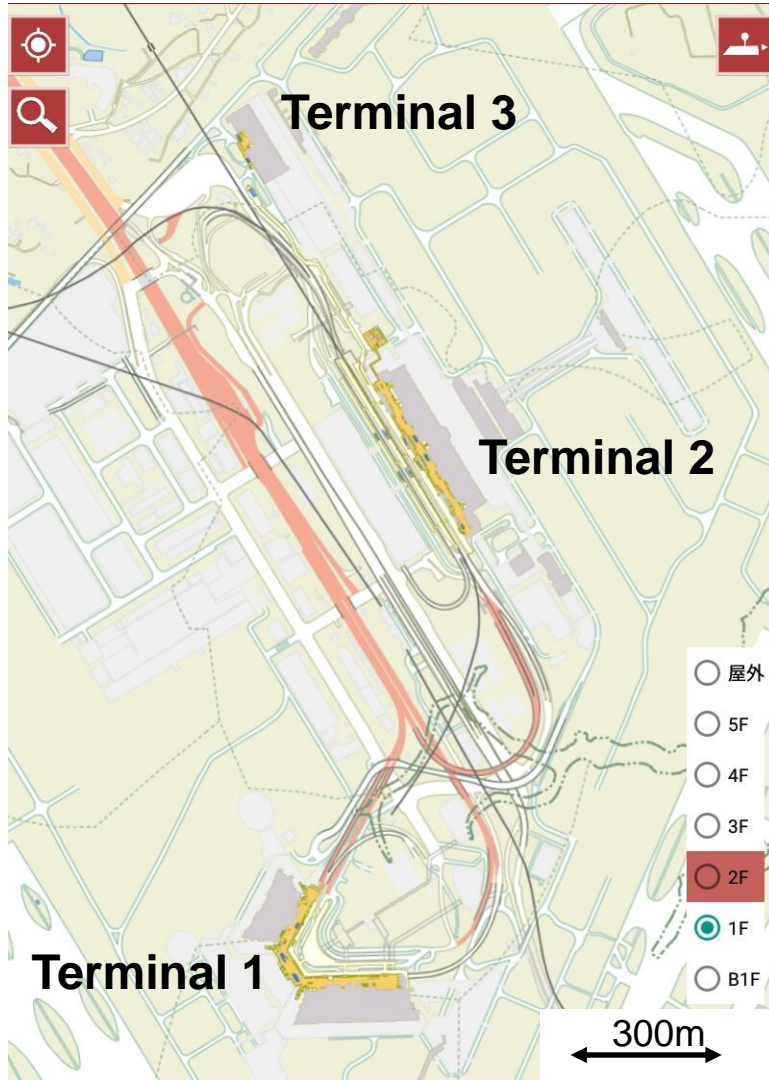 Terminal 3
Terminal 2
屋外
5F
4F
3F
2F
1F
B1F
Terminal 1
300m